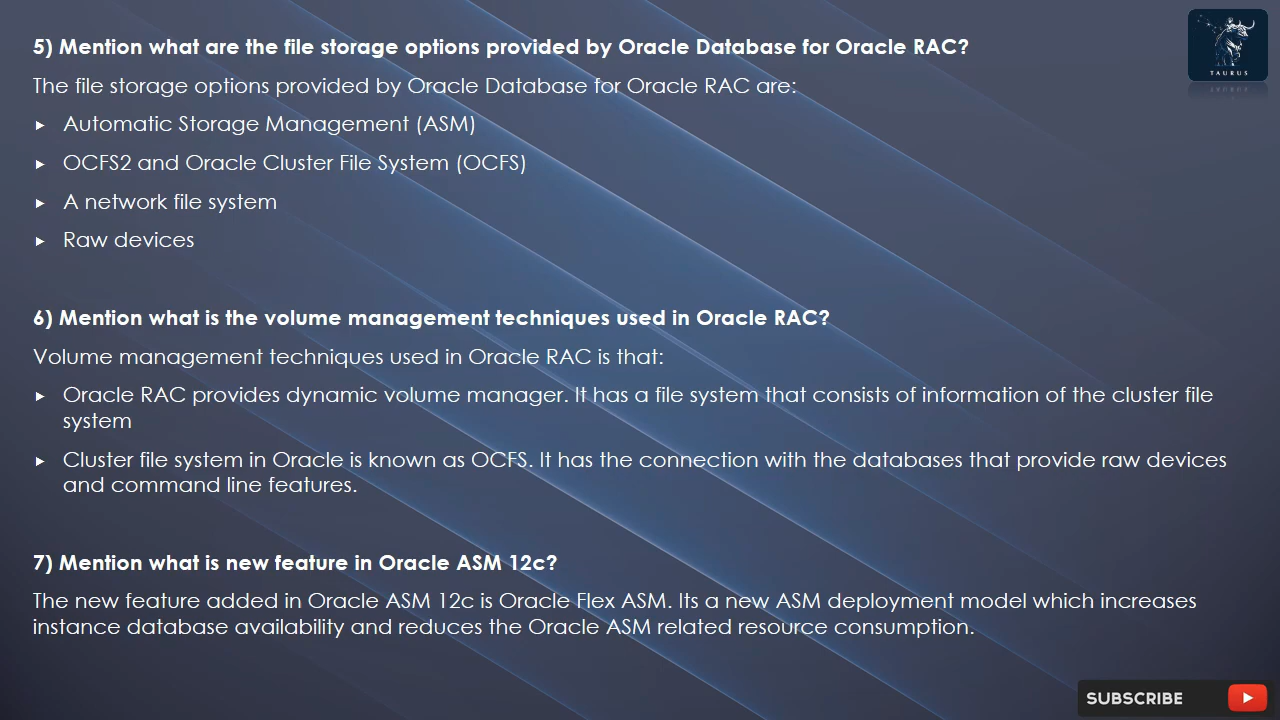 5) Mention what are the file storage options provided by Oracle Database for Oracle RAC?
TAURUS
The file storage options provided by Oracle Database for Oracle RAC are:
Automatic Storage Management (ASM)
OCFS2 and Oracle Cluster File System (OCFS)
A network file system
Raw devices
6) Mention what is the volume management techniques used in Oracle RAC?
Volume management techniques used in Oracle RAC is that:
Oracle RAC provides dynamic volume manager. It has a file system that consists of information of the cluster file
system
Cluster file system in Oracle is known as OCFS. It has the connection with the databases that provide raw devices
and command line features.
7) Mention what is new feature in Oracle ASM 12c?
The new feature added in Oracle ASM 12c is Oracle Flex ASM. Its a new ASM deployment model which increases
instance database availability and reduces the Oracle ASM related resource consumption.
SUBSCRIBE